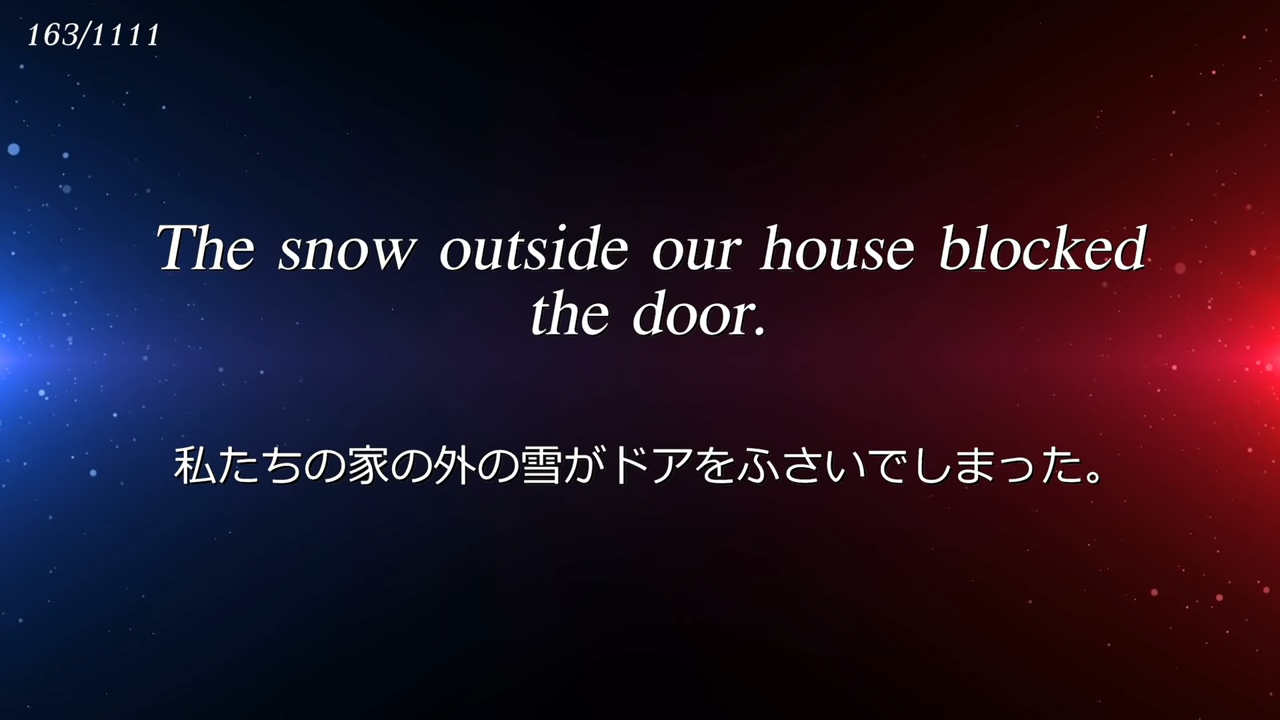 163/1111
The snow outside our house blocked
the door.
私たちの家の外の雪がドアをふさいでしまった。